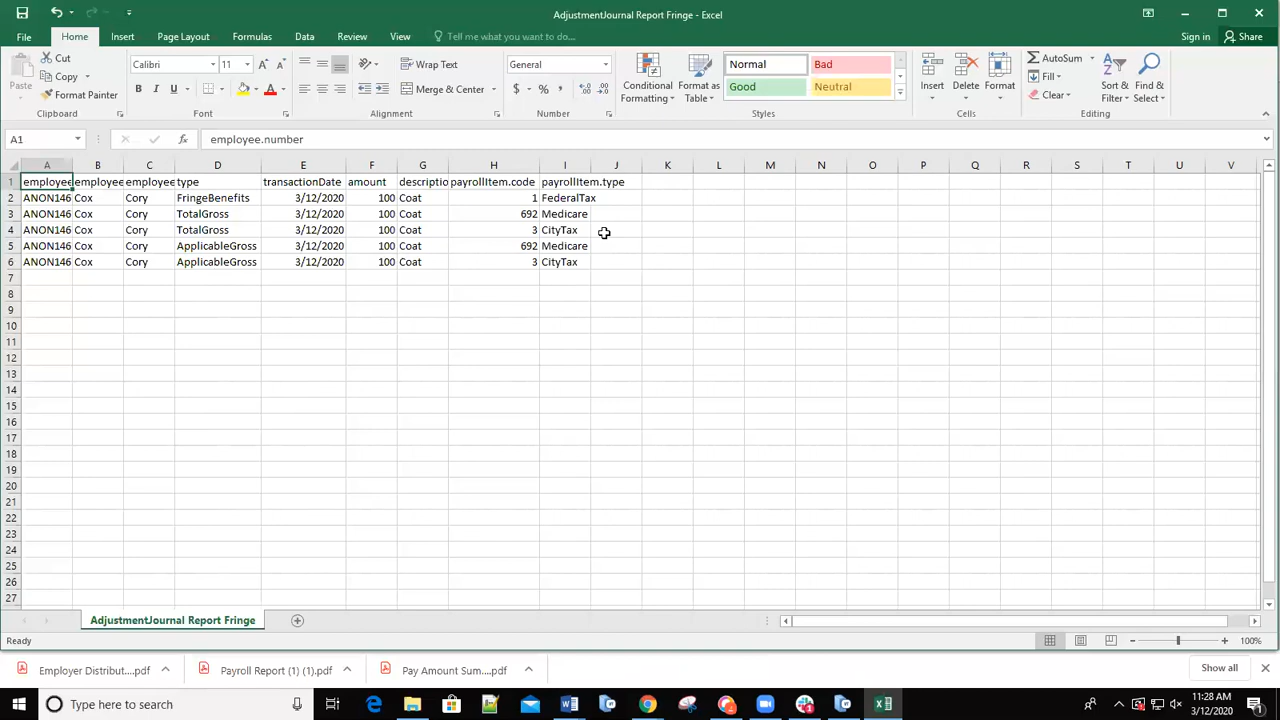 AdjustmentJournal Report Fringe - Excel
File Home Insert Page Layout Formulas Data Review View Tell me what you want to do... Sign in Share
Paste Cut Copy Format Painter Clipboard
Calibri 11 B I U A A Font
Wrap Text Merge & Center Alignment
General $ % , Number
Conditional Formatting Format as Table Normal Bad Good Neutral Styles
Insert Delete Format Cells
AutoSum Fill Clear Sort & Filter Find & Select Editing
A1 fx employee.number
A B C D E F G H I J K L M N O P Q R S T U V
1 employee employee employee type transactionDate amount descriptio payrollItem.code payrollItem.type
2 ANON146 Cox Cory FringeBenefits 3/12/2020 100 Coat 1 FederalTax
3 ANON146 Cox Cory TotalGross 3/12/2020 100 Coat 692 Medicare
4 ANON146 Cox Cory TotalGross 3/12/2020 100 Coat 3 CityTax
5 ANON146 Cox Cory ApplicableGross 3/12/2020 100 Coat 692 Medicare
6 ANON146 Cox Cory ApplicableGross 3/12/2020 100 Coat 3 CityTax
7
8
9
10
11
12
13
14
15
16
17
18
19
20
21
22
23
24
25
26
27
AdjustmentJournal Report Fringe
Ready 100%
Employer Distribut....pdf Payroll Report (1) (1).pdf Pay Amount Sum....pdf Show all
Type here to search 11:28 AM
3/12/2020